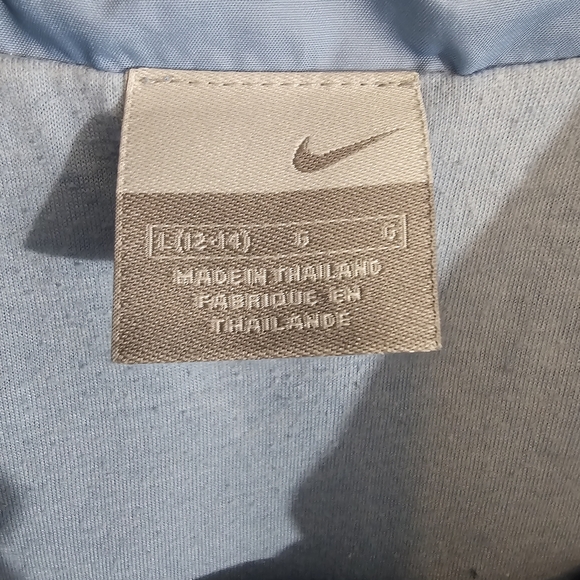 L (12-14) G G
MADE IN THAILAND
FABRIQUE EN
THAILANDE